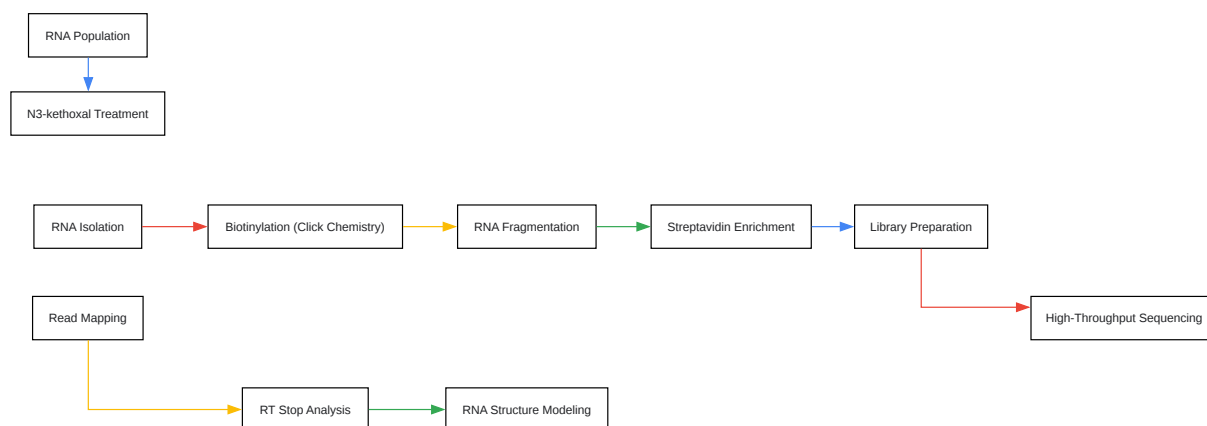 RNA Population
N3-kethoxal Treatment
RNA Isolation
Biotinylation (Click Chemistry)
RNA Fragmentation
Streptavidin Enrichment
Library Preparation
Read Mapping
High-Throughput Sequencing
RT Stop Analysis
RNA Structure Modeling